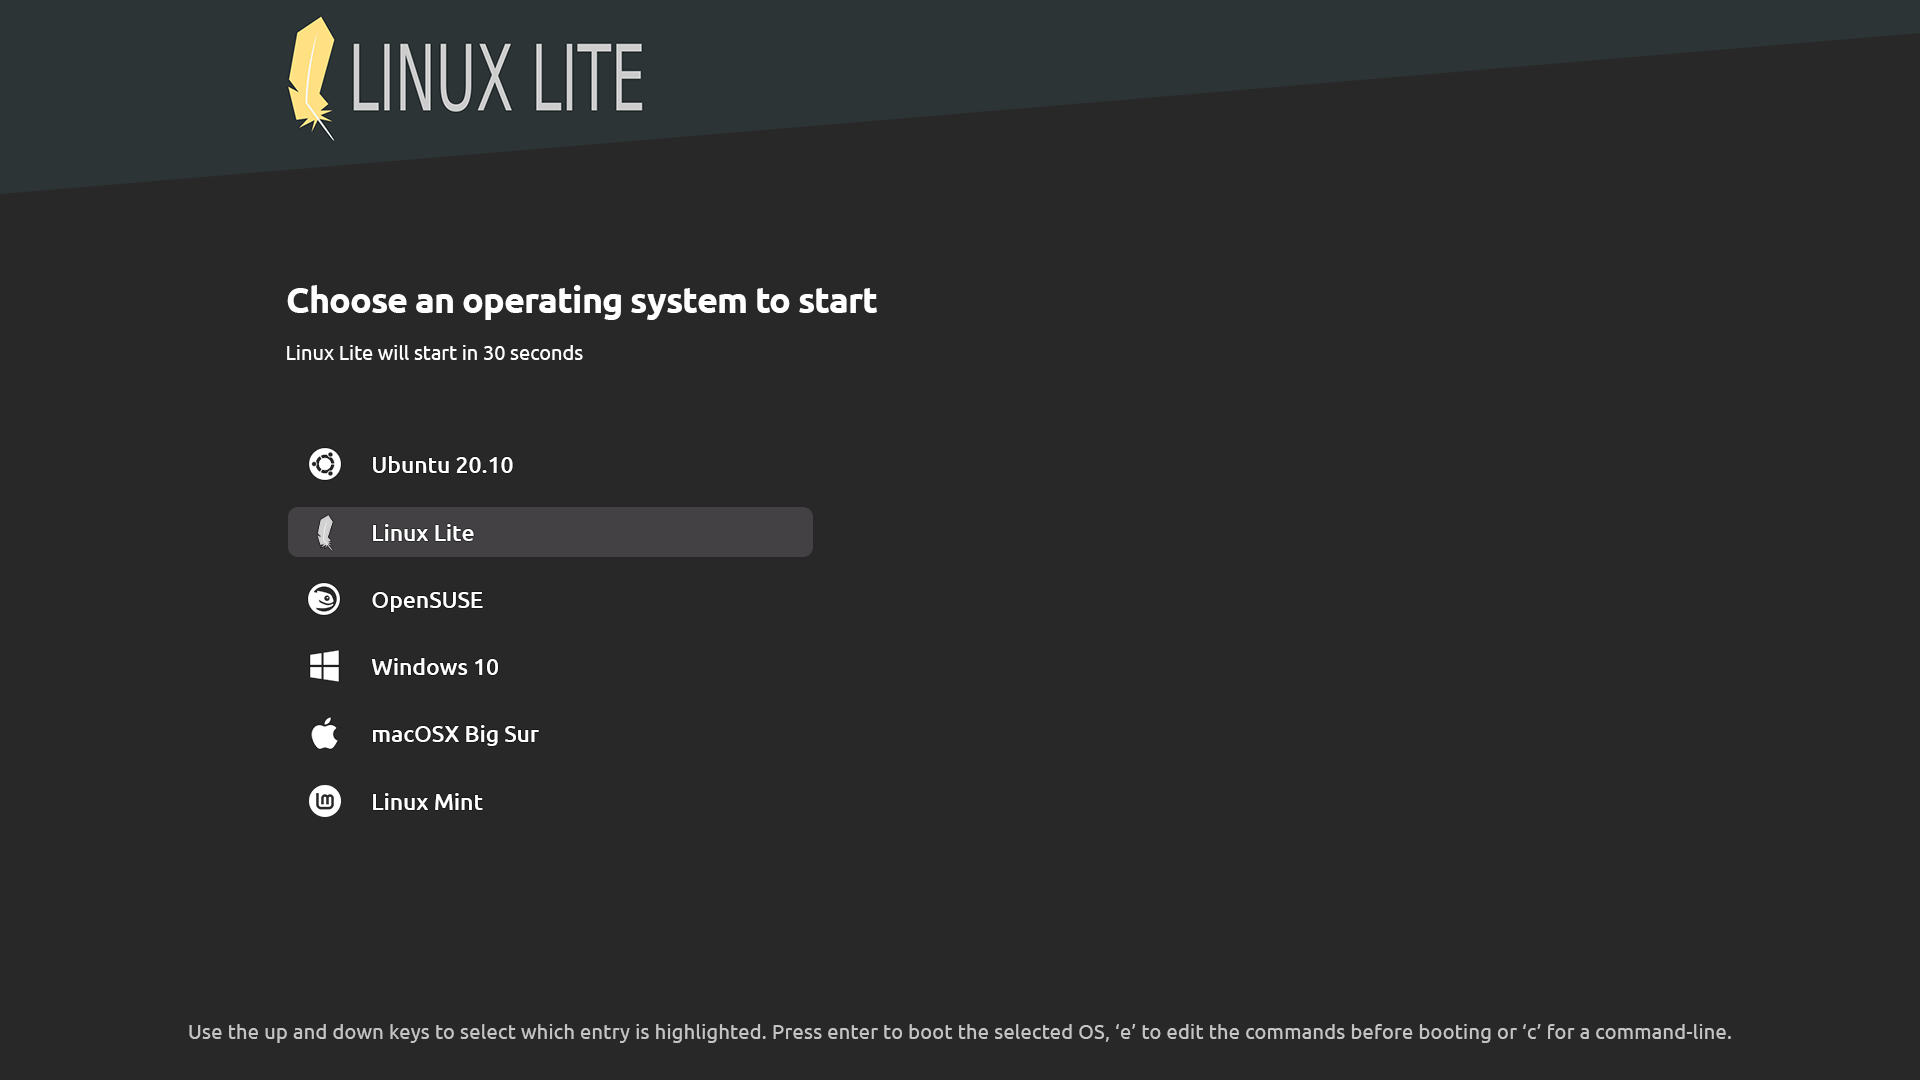 LINUX LITE
Choose an operating system to start
Linux Lite will start in 30 seconds
Ubuntu 20.10
Linux Lite
OpenSUSE
Windows 10
macOSX Big Sur
Linux Mint
Use the up and down keys to select which entry is highlighted. Press enter to boot the selected OS, ‘e’ to edit the commands before booting or ‘c’ for a command-line.